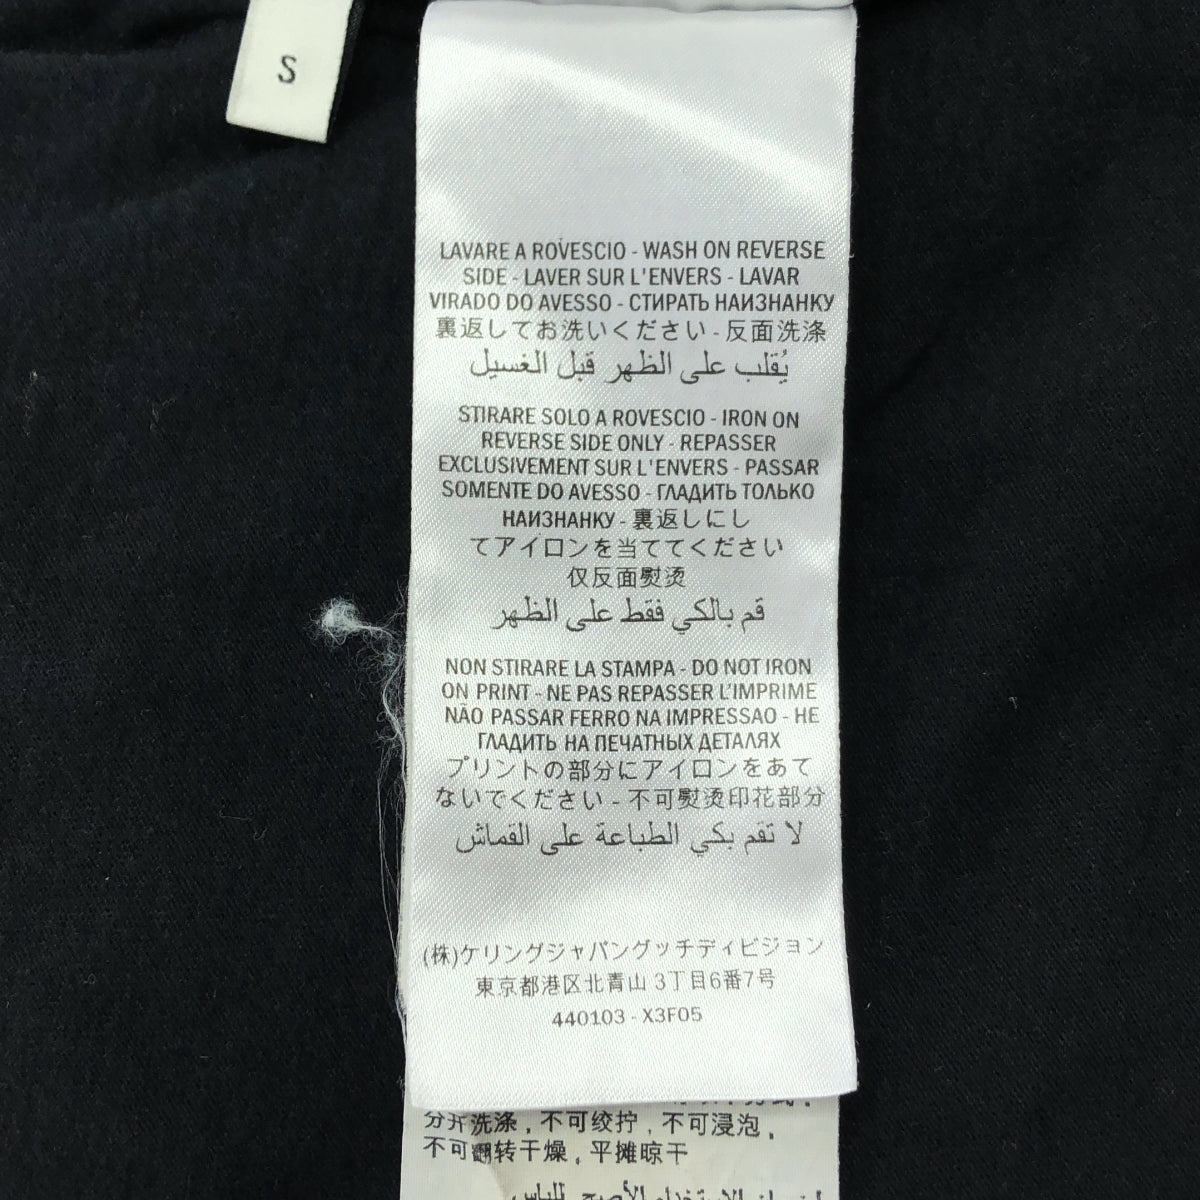 S
LAVARE A ROVESCIO - WASH ON REVERSE
SIDE - LAVER SUR L'ENVERS - LAVAR
VIRADO DO AVESSO - СТИРАТЬ НАИЗНАНКУ
裏返してお洗いください - 反面洗涤
يُقلب على الظهر قبل الغسيل
STIRARE SOLO A ROVESCIO - IRON ON
REVERSE SIDE ONLY - REPASSER
EXCLUSIVEMENT SUR L'ENVERS - PASSAR
SOMENTE DO AVESSO - ГЛАДИТЬ ТОЛЬКО
НАИЗНАНКУ - 裏返しにし
てアイロンを当ててください
仅反面熨烫
قم بالكي فقط على الظهر
NON STIRARE LA STAMPA - DO NOT IRON
ON PRINT - NE PAS REPASSER L'IMPRIME
NÃO PASSAR FERRO NA IMPRESSAO - НЕ
ГЛАДИТЬ НА ПЕЧАТНЫХ ДЕТАЛЯХ
プリントの部分にアイロンをあて
ないでください - 不可熨烫印花部分
لا تقم بكي الطباعة على القماش
(株)ケリングジャパングッチディビジョン
東京都港区北青山 3丁目6番7号
440103 - X3F05
分开洗涤，不可绞拧，不可浸泡，
不可翻转干燥，平摊晾干